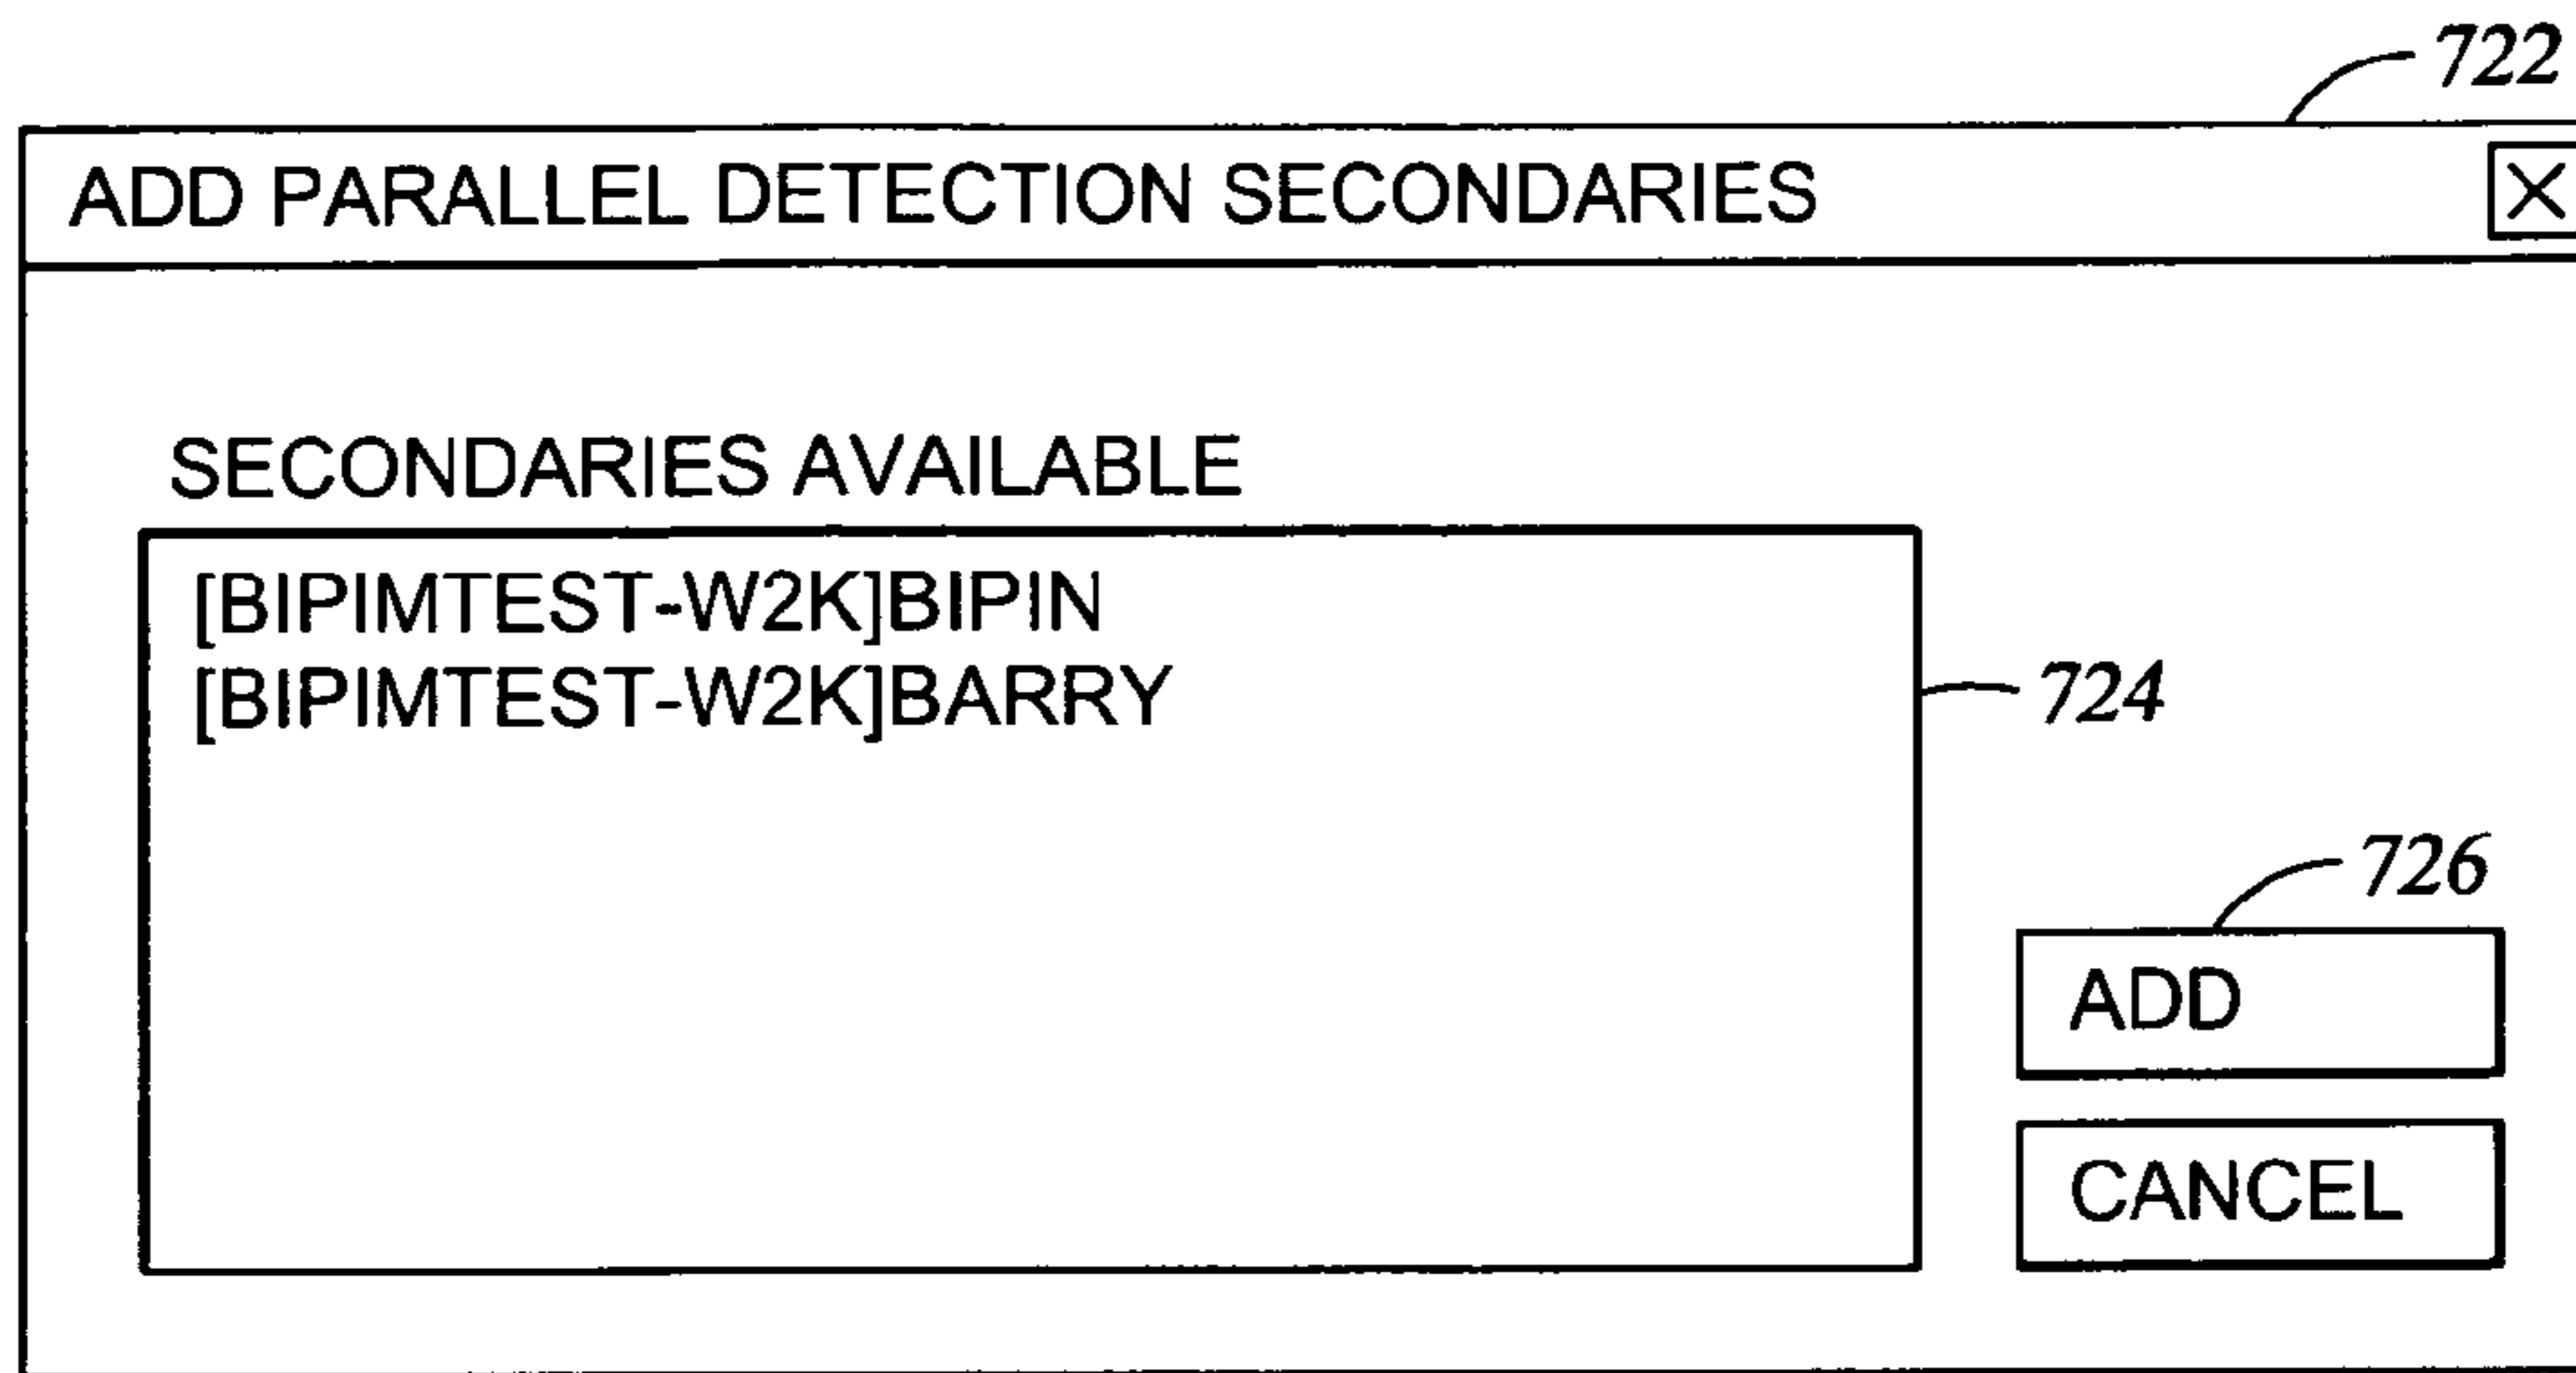 722
ADD PARALLEL DETECTION SECONDARIES
SECONDARIES AVAILABLE
[BIPIMTEST-W2K]BIPIN
[BIPIMTEST-W2K]BARRY
724
726
ADD
CANCEL